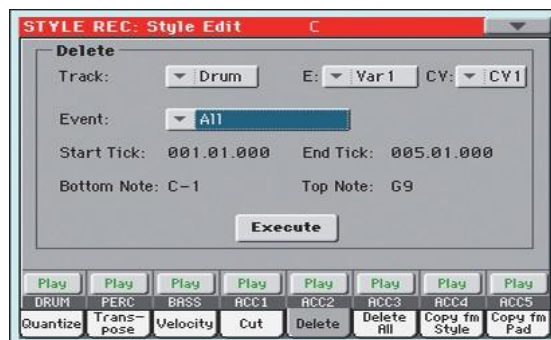 STYLE REC: Style Edit C
Delete
Track: Drum E: Var1 CV: CV1
Event: All
Start Tick: 001.01.000 End Tick: 005.01.000
Bottom Note: C-1 Top Note: G9
Execute
Play Play Play Play Play Play Play Play
DRUM PERC BASS ACC1 ACC2 ACC3 ACC4 ACC5
Quantize Trans-pose Velocity Cut Delete Delete All Copy fm Style Copy fm Pad